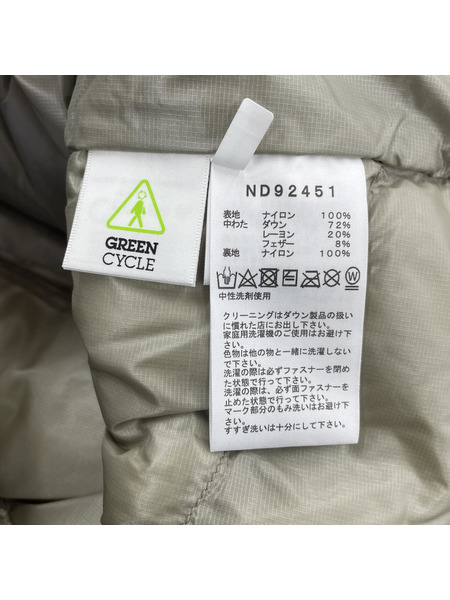 GREEN
CYCLE
ND92451
表地 ナイロン 100%
中わた ダウン 72%
レーヨン 20%
フェザー 8%
裏地 ナイロン 100%
W
中性洗剤使用
クリーニングはダウン製品の扱い
に慣れた店にお出し下さい。
家庭用洗濯機のご使用はお避け下
さい。
色物は他の物と一緒に洗濯しない
で下さい。
洗濯の際は必ずファスナーを閉め
た状態で行って下さい。
洗濯の際は必ず面ファスナーを
止めた状態で行って下さい。
マーク部分のもみ洗いはお避け下
さい。
すすぎ洗いは十分にして下さい。